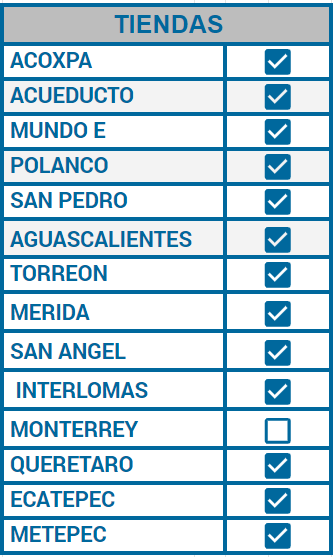 TIENDAS
ACOXPA
ACUEDUCTO
MUNDO E
POLANCO
SAN PEDRO
AGUASCALIENTES
TORREON
MERIDA
SAN ANGEL
INTERLOMAS
MONTERREY
QUERETARO
ECATEPEC
METEPEC